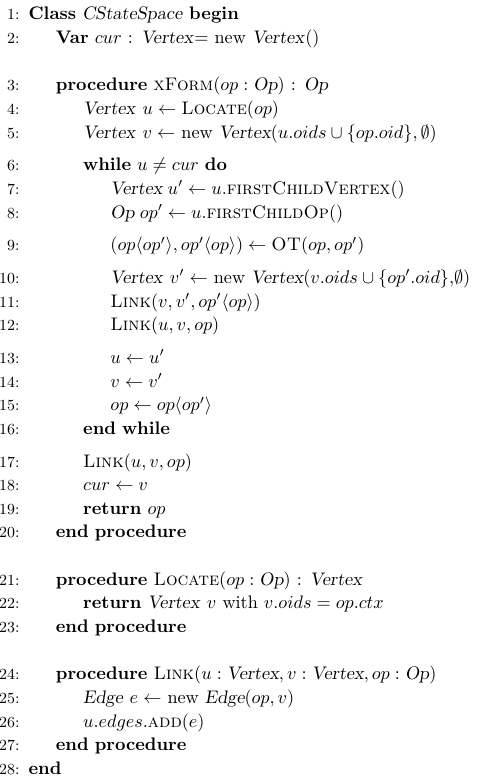 1: Class CStateSpace begin
2: Var cur : Vertex= new Vertex()
3: procedure xForm(op : Op) : Op
4: Vertex u ← Locate(op)
5: Vertex v ← new Vertex(u.oids ∪ {op.oid}, ∅)
6: while u ≠ cur do
7: Vertex u′ ← u.firstChildVertex()
8: Op op′ ← u.firstChildOp()
9: (op⟨op′⟩, op′⟨op⟩) ← OT(op, op′)
10: Vertex v′ ← new Vertex(v.oids ∪ {op′.oid},∅)
11: Link(v, v′, op′⟨op⟩)
12: Link(u, v, op)
13: u ← u′
14: v ← v′
15: op ← op⟨op′⟩
16: end while
17: Link(u, v, op)
18: cur ← v
19: return op
20: end procedure
21: procedure Locate(op : Op) : Vertex
22: return Vertex v with v.oids = op.ctx
23: end procedure
24: procedure Link(u : Vertex, v : Vertex, op : Op)
25: Edge e ← new Edge(op, v)
26: u.edges.add(e)
27: end procedure
28: end